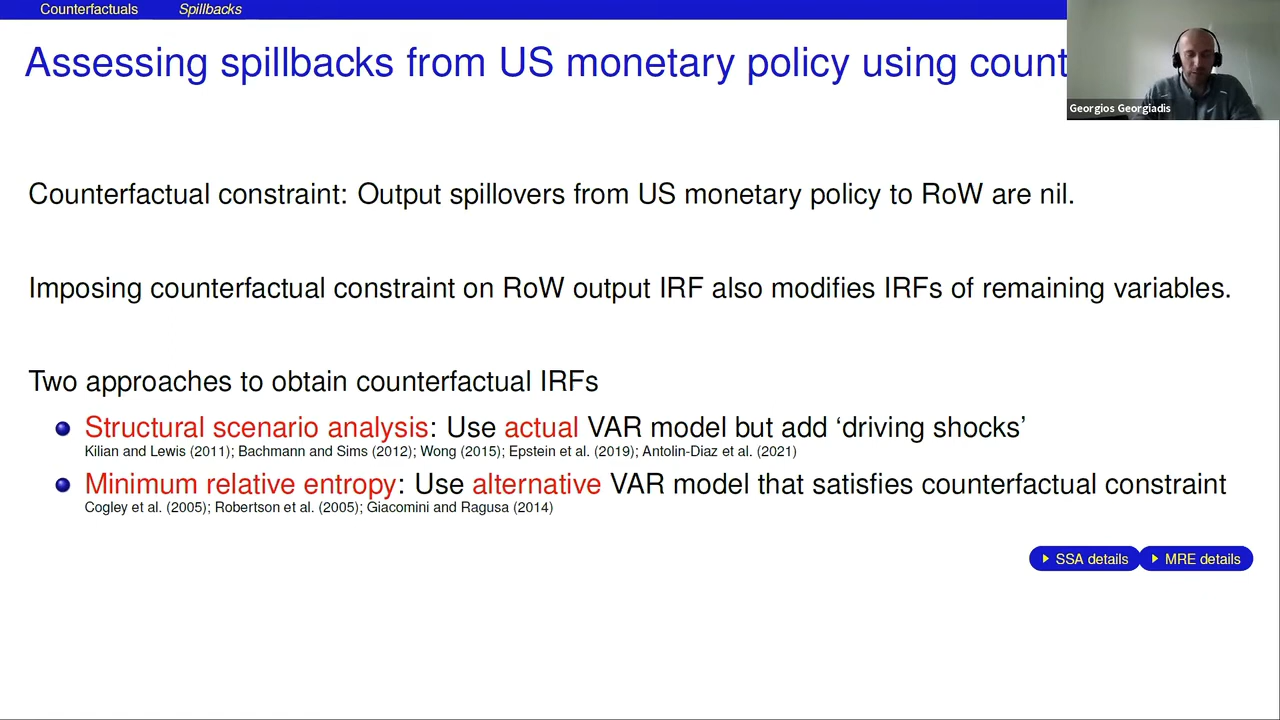 Counterfactuals Spillbacks
Assessing spillbacks from US monetary policy using count
Georgios Georgiadis
Counterfactual constraint: Output spillovers from US monetary policy to RoW are nil.
Imposing counterfactual constraint on RoW output IRF also modifies IRFs of remaining variables.
Two approaches to obtain counterfactual IRFs
Structural scenario analysis: Use actual VAR model but add ‘driving shocks’
Kilian and Lewis (2011); Bachmann and Sims (2012); Wong (2015); Epstein et al. (2019); Antolin-Diaz et al. (2021)
Minimum relative entropy: Use alternative VAR model that satisfies counterfactual constraint
Cogley et al. (2005); Robertson et al. (2005); Giacomini and Ragusa (2014)
SSA details MRE details